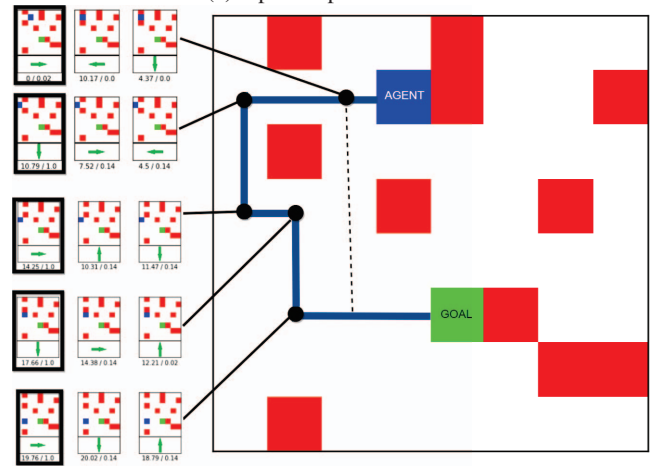 0 / 0.02 10.17 / 0.0 4.37 / 0.0
AGENT
10.79 / 1.0 7.52 / 0.14 4.5 / 0.14
14.25 / 1.0 10.31 / 0.14 11.47 / 0.14
GOAL
17.66 / 1.0 14.38 / 0.14 12.21 / 0.02
19.76 / 1.0 20.02 / 0.14 18.79 / 0.14